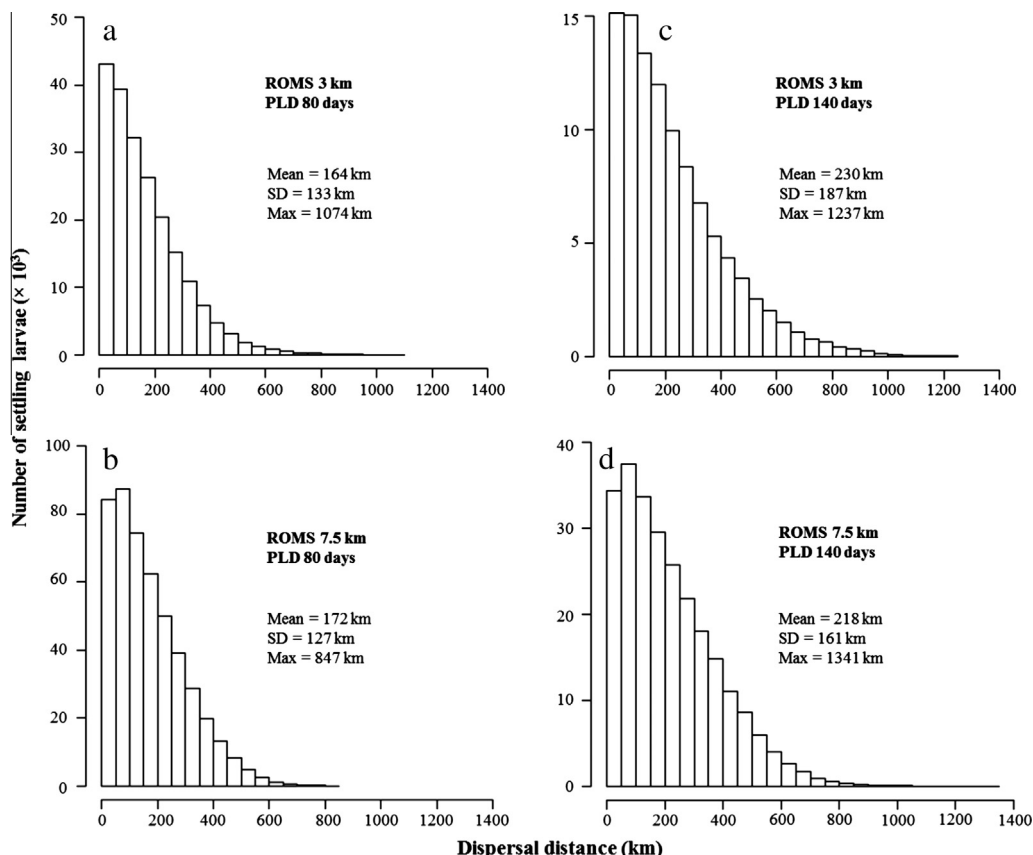 Number of settling larvae (× 10³)
a
ROMS 3 km
PLD 80 days
Mean = 164 km
SD = 133 km
Max = 1074 km
50
40
30
20
10
0
0 200 400 600 800 1000 1200 1400
c
ROMS 3 km
PLD 140 days
Mean = 230 km
SD = 187 km
Max = 1237 km
15
10
5
0
0 200 400 600 800 1000 1200 1400
b
ROMS 7.5 km
PLD 80 days
Mean = 172 km
SD = 127 km
Max = 847 km
100
80
60
40
20
0
0 200 400 600 800 1000 1200 1400
d
ROMS 7.5 km
PLD 140 days
Mean = 218 km
SD = 161 km
Max = 1341 km
40
30
20
10
0
0 200 400 600 800 1000 1200 1400
Dispersal distance (km)